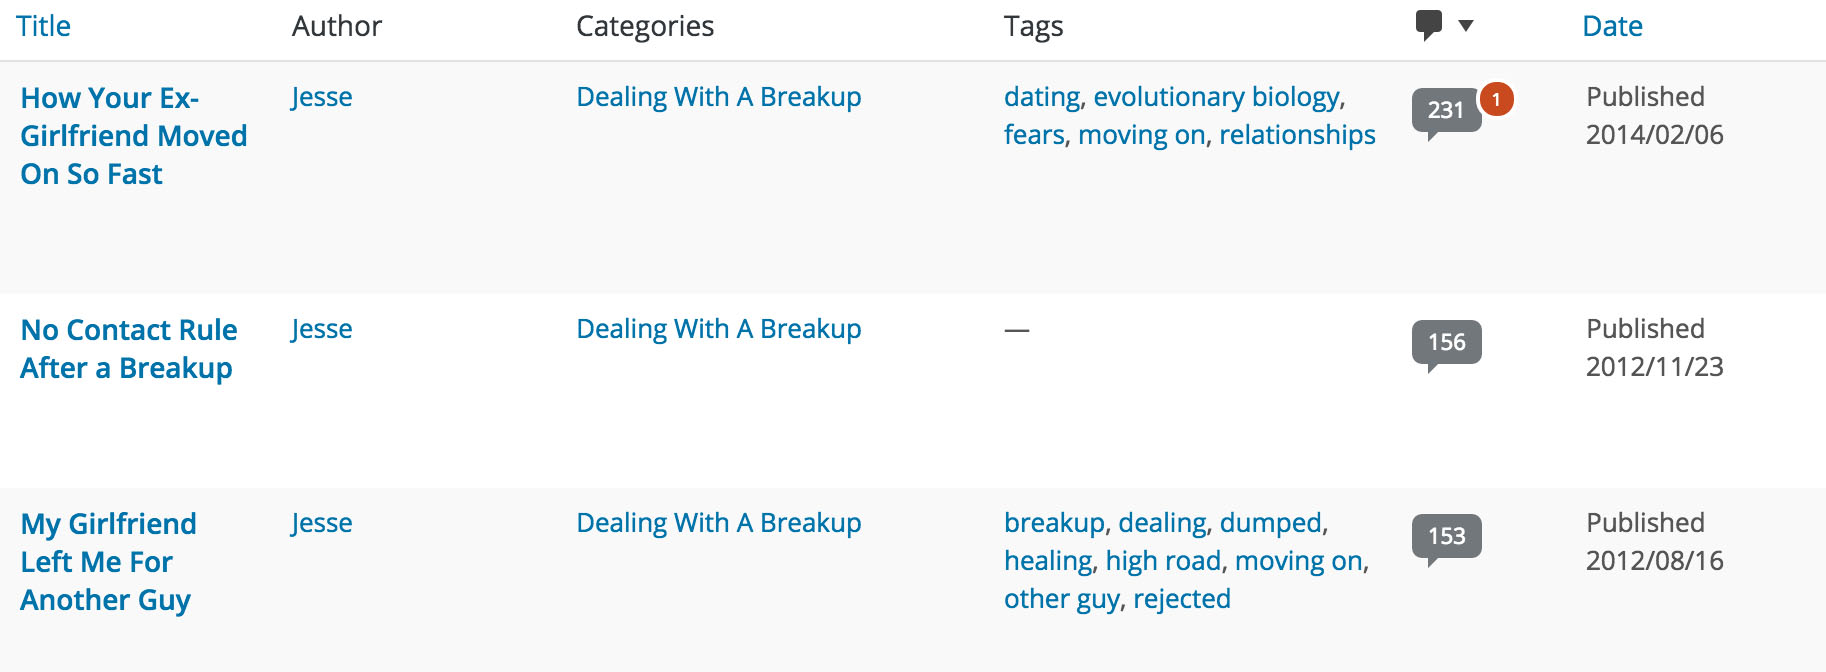 Title Author Categories Tags Date
How Your Ex- Jesse Dealing With A Breakup dating, evolutionary biology, 231 1 Published
Girlfriend Moved fears, moving on, relationships 2014/02/06
On So Fast
No Contact Rule Jesse Dealing With A Breakup — 156 Published
After a Breakup 2012/11/23
My Girlfriend Jesse Dealing With A Breakup breakup, dealing, dumped, 153 Published
Left Me For healing, high road, moving on, 2012/08/16
Another Guy other guy, rejected